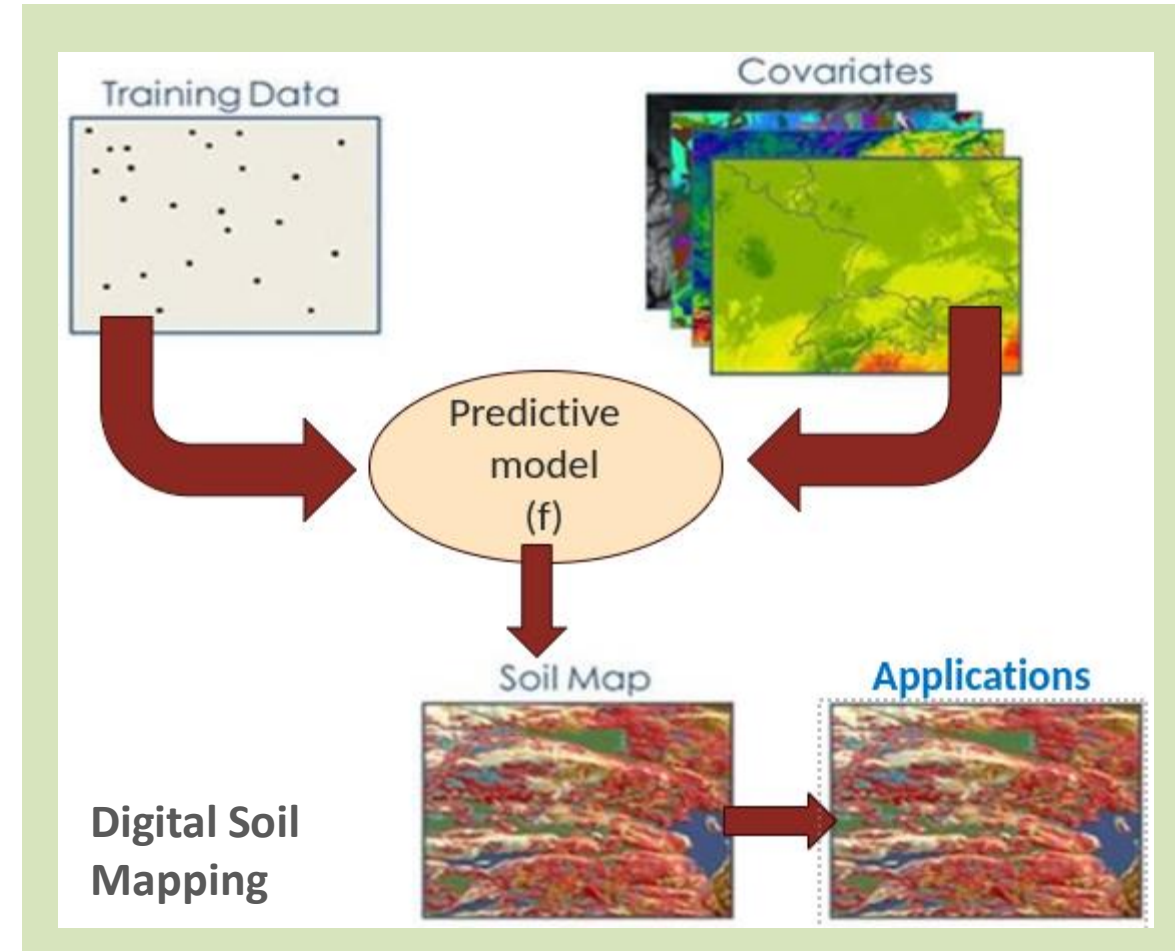 Training Data
Covariates
Predictive
model
(f)
Soil Map
Applications
Digital Soil
Mapping